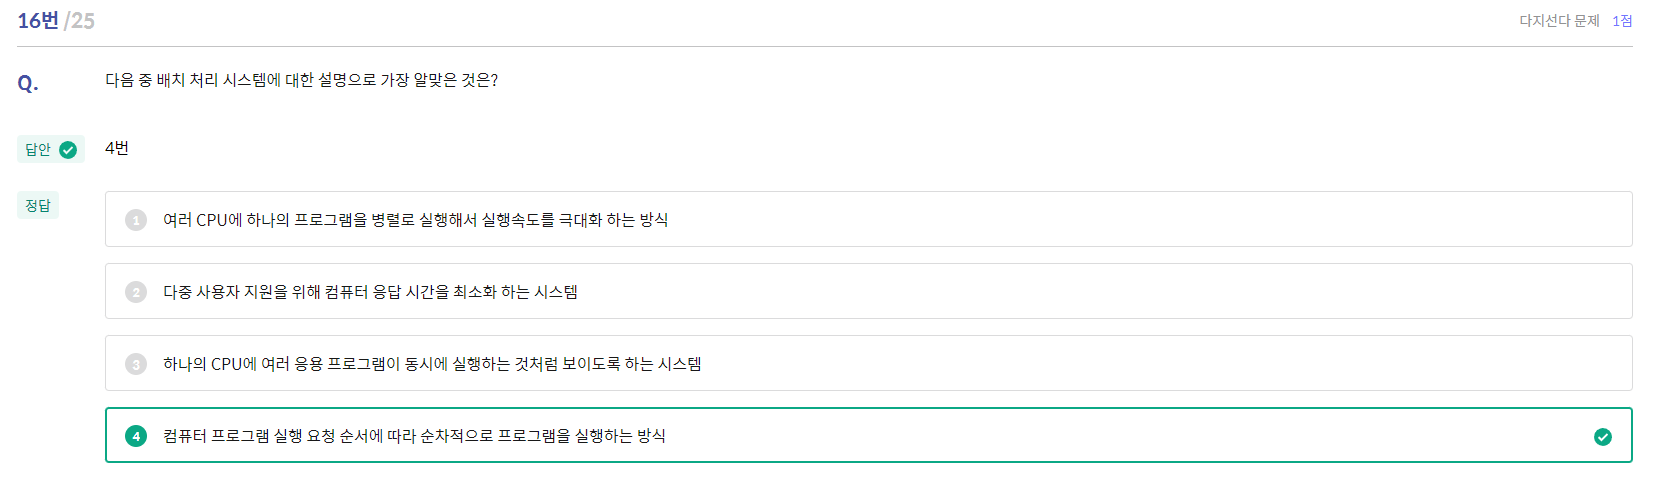 16번 /25
다지선다 문제 1점
Q. 다음 중 배치 처리 시스템에 대한 설명으로 가장 알맞은 것은?
답안 4번
정답
1 여러 CPU에 하나의 프로그램을 병렬로 실행해서 실행속도를 극대화 하는 방식
2 다중 사용자 지원을 위해 컴퓨터 응답 시간을 최소화 하는 시스템
3 하나의 CPU에 여러 응용 프로그램이 동시에 실행하는 것처럼 보이도록 하는 시스템
4 컴퓨터 프로그램 실행 요청 순서에 따라 순차적으로 프로그램을 실행하는 방식